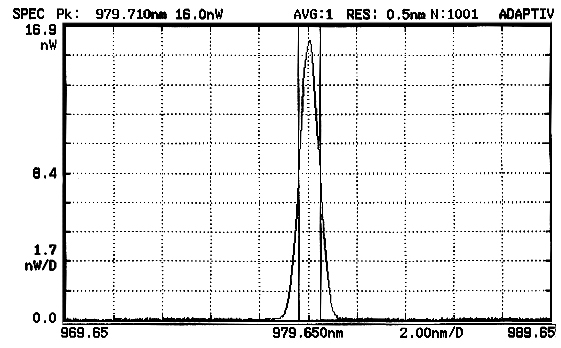 SPEC Pk: 979.710nm 16.0nW AVG:1 RES: 0.5nm N:1001 ADAPTIV
16.9
nW
8.4
1.7
nW/D
0.0
969.65 979.650nm 2.00nm/D 989.65